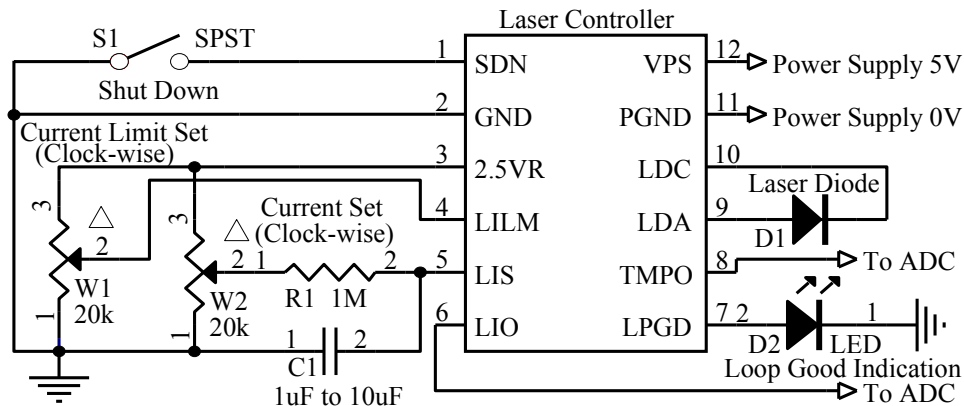 Laser Controller
S1 SPST
Shut Down
1 SDN VPS 12 Power Supply 5V
2 GND PGND 11 Power Supply 0V
Current Limit Set
(Clock-wise)
3 2.5VR LDC 10
Laser Diode
4 LILM LDA 9
D1
3
2
W1
20k
1
3
Current Set
(Clock-wise)
2
W2
20k
1
1 2
R1 1M
5 LIS TMPO 8 To ADC
6 LIO LPGD 7 2 1
D2 LED
Loop Good Indication
To ADC
1 2
C1
1uF to 10uF